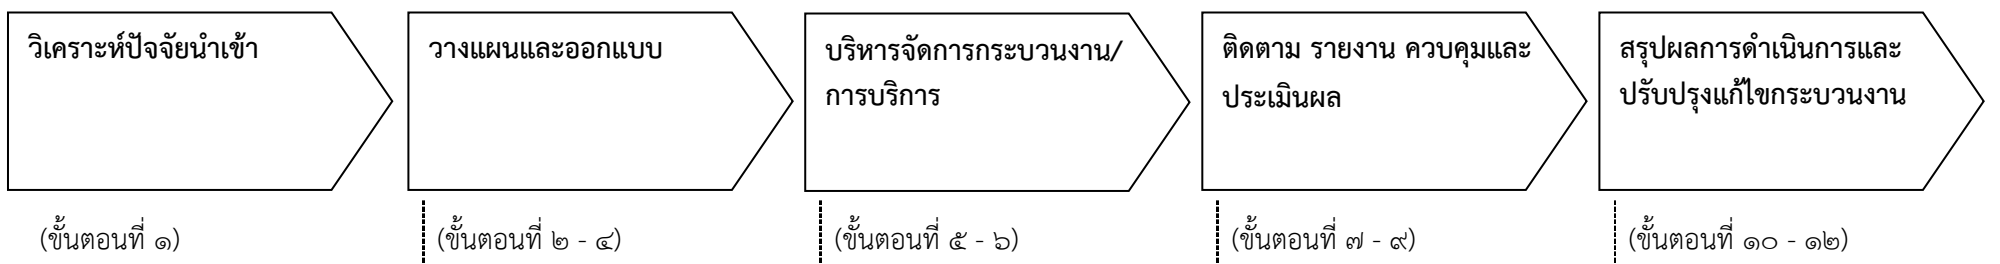 วิเคราะห์ปัจจัยนำเข้า
วางแผนและออกแบบ
บริหารจัดการกระบวนงาน/
การบริการ
ติดตาม รายงาน ควบคุมและ
ประเมินผล
สรุปผลการดำเนินการและ
ปรับปรุงแก้ไขกระบวนงาน
(ขั้นตอนที่ ๑)
(ขั้นตอนที่ ๒ - ๔)
(ขั้นตอนที่ ๕ - ๖)
(ขั้นตอนที่ ๗ - ๙)
(ขั้นตอนที่ ๑๐ - ๑๒)